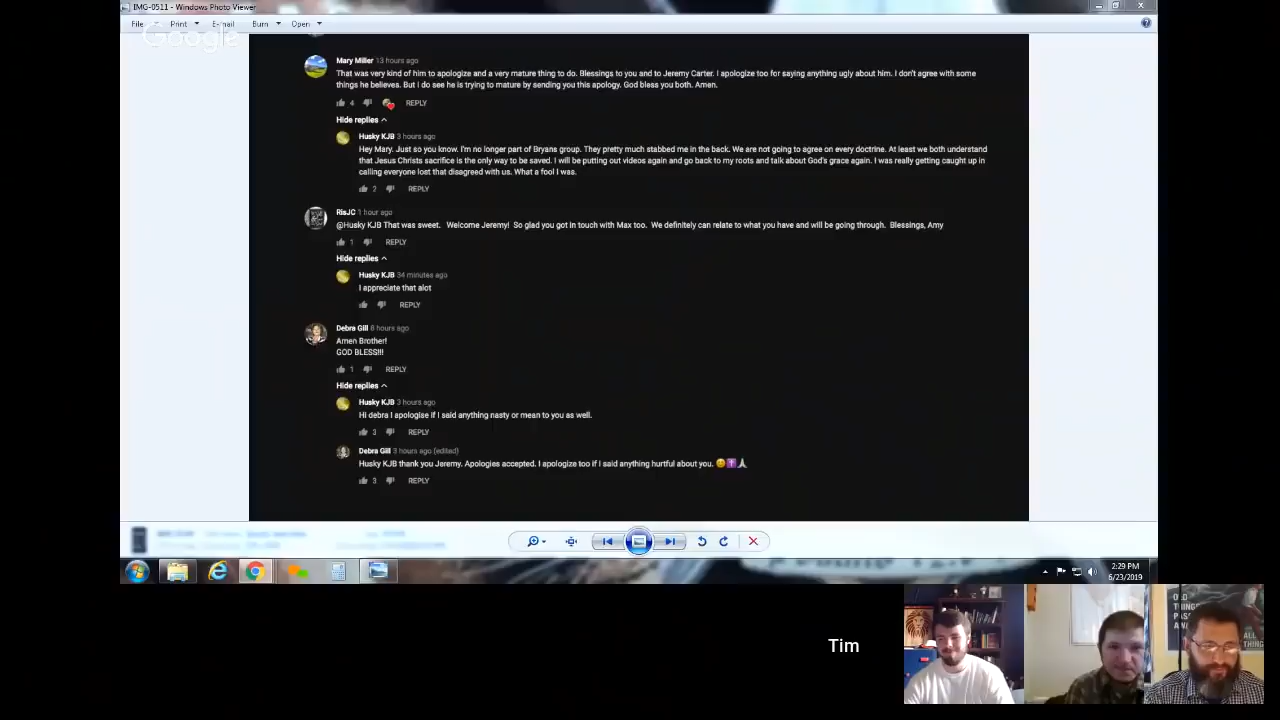 IMG-0511 - Windows Photo Viewer
File Print E-mail Burn Open
Google
Mary Miller 13 hours ago
That was very kind of him to apologize and a very mature thing to do. Blessings to you and to Jeremy Carter. I apologize too for saying anything ugly about him. I don't agree with some
things he believes. But I do see he is trying to mature by sending you this apology. God bless you both. Amen.
4 REPLY
Hide replies
Husky KJB 3 hours ago
Hey Mary. Just so you know. I'm no longer part of Bryans group. They pretty much stabbed me in the back. We are not going to agree on every doctrine. At least we both understand
that Jesus Christs sacrifice is the only way to be saved. I will be putting out videos again and go back to my roots and talk about God's grace again. I was really getting caught up in
calling everyone lost that disagreed with us. What a fool I was.
2 REPLY
RisJC 1 hour ago
@Husky KJB That was sweet. Welcome Jeremy! So glad you got in touch with Max too. We definitely can relate to what you have and will be going through. Blessings, Amy
1 REPLY
Hide replies
Husky KJB 34 minutes ago
I appreciate that alot
REPLY
Debra Gill 6 hours ago
Amen Brother!
GOD BLESS!!!
1 REPLY
Hide replies
Husky KJB 3 hours ago
Hi debra I apologise if I said anything nasty or mean to you as well.
3 REPLY
Debra Gill 3 hours ago (edited)
Husky KJB thank you Jeremy. Apologies accepted. I apologize too if I said anything hurtful about you.
3 REPLY
2:29 PM
6/23/2019
Tim
OLD
THINGS
PASS
ALL
THING